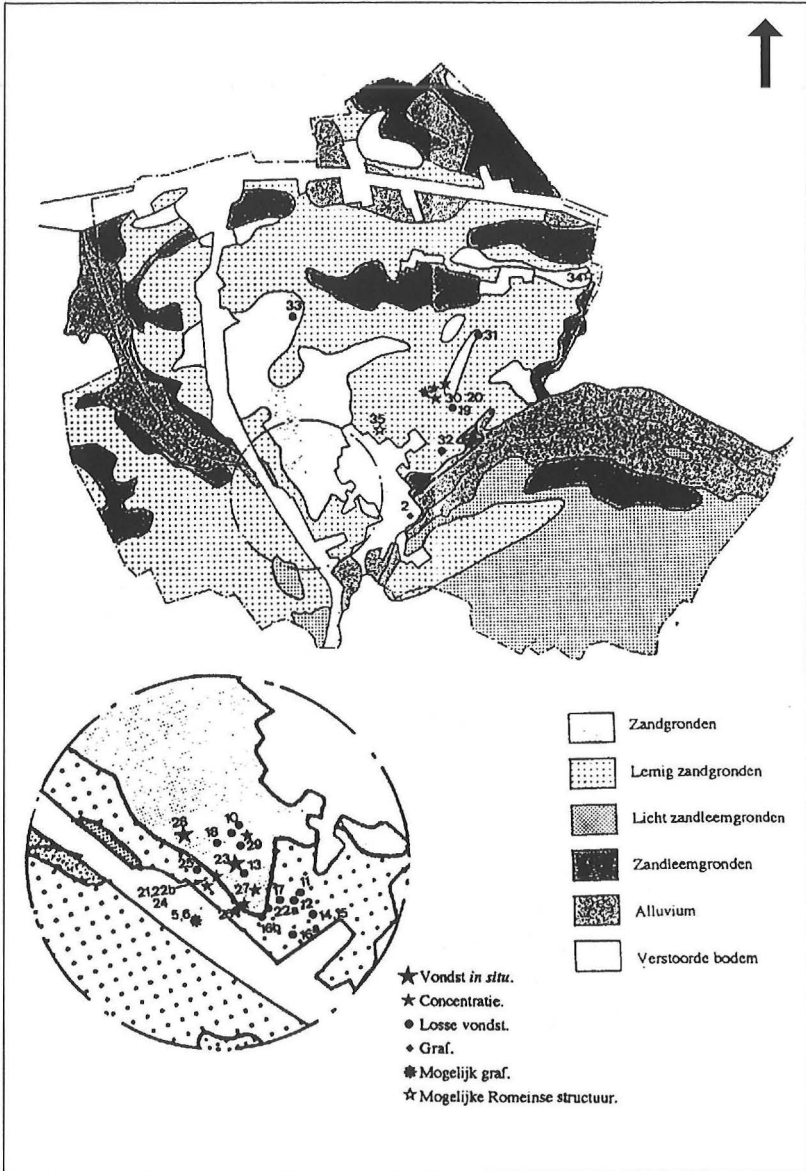 33
34
31
30 20
19
35
32
2
28
10
18
29
23
13
25
21,22b
24
27
17
11
12
22a
14,15
5,6
26
16b
16a
Zandgronden
Lemig zandgronden
Licht zandleemgronden
Zandleemgronden
Alluvium
Verstoorde bodem
Vondst in situ.
Concentratie.
Losse vondst.
Graf.
Mogelijk graf.
Mogelijke Romeinse structuur.